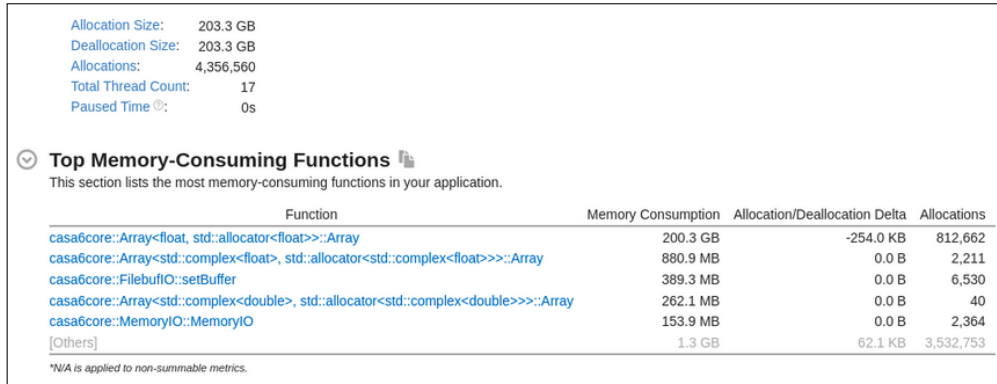 Allocation Size: 203.3 GB
Deallocation Size: 203.3 GB
Allocations: 4,356,560
Total Thread Count: 17
Paused Time ?: 0s
Top Memory-Consuming Functions
This section lists the most memory-consuming functions in your application.
Function Memory Consumption Allocation/Deallocation Delta Allocations
casa6core::Array<float, std::allocator<float>>::Array 200.3 GB -254.0 KB 812,662
casa6core::Array<std::complex<float>, std::allocator<std::complex<float>>>::Array 880.9 MB 0.0 B 2,211
casa6core::FilebufIO::setBuffer 389.3 MB 0.0 B 6,530
casa6core::Array<std::complex<double>, std::allocator<std::complex<double>>>::Array 262.1 MB 0.0 B 40
casa6core::MemoryIO::MemoryIO 153.9 MB 0.0 B 2,364
[Others] 1.3 GB 62.1 KB 3,532,753
*N/A is applied to non-summable metrics.